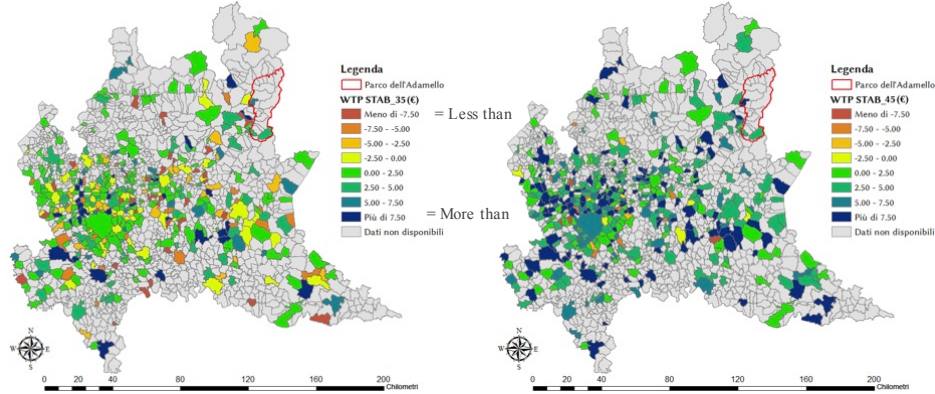 Legenda
Parco dell'Adamello
WTP STAB_35(€)
Meno di -7.50
-7.50 - -5.00
-5.00 - -2.50
-2.50 - 0.00
0.00 - 2.50
2.50 - 5.00
5.00 - 7.50
Più di 7.50
Dati non disponibili
= Less than
= More than
N
W E
S
0 20 40 80 120 160 200
Chilometri
Legenda
Parco dell'Adamello
WTP STAB_45(€)
Meno di -7.50
-7.50 - -5.00
-5.00 - -2.50
-2.50 - 0.00
0.00 - 2.50
2.50 - 5.00
5.00 - 7.50
Più di 7.50
Dati non disponibili
N
W E
S
0 20 40 80 120 160 200
Chilometri